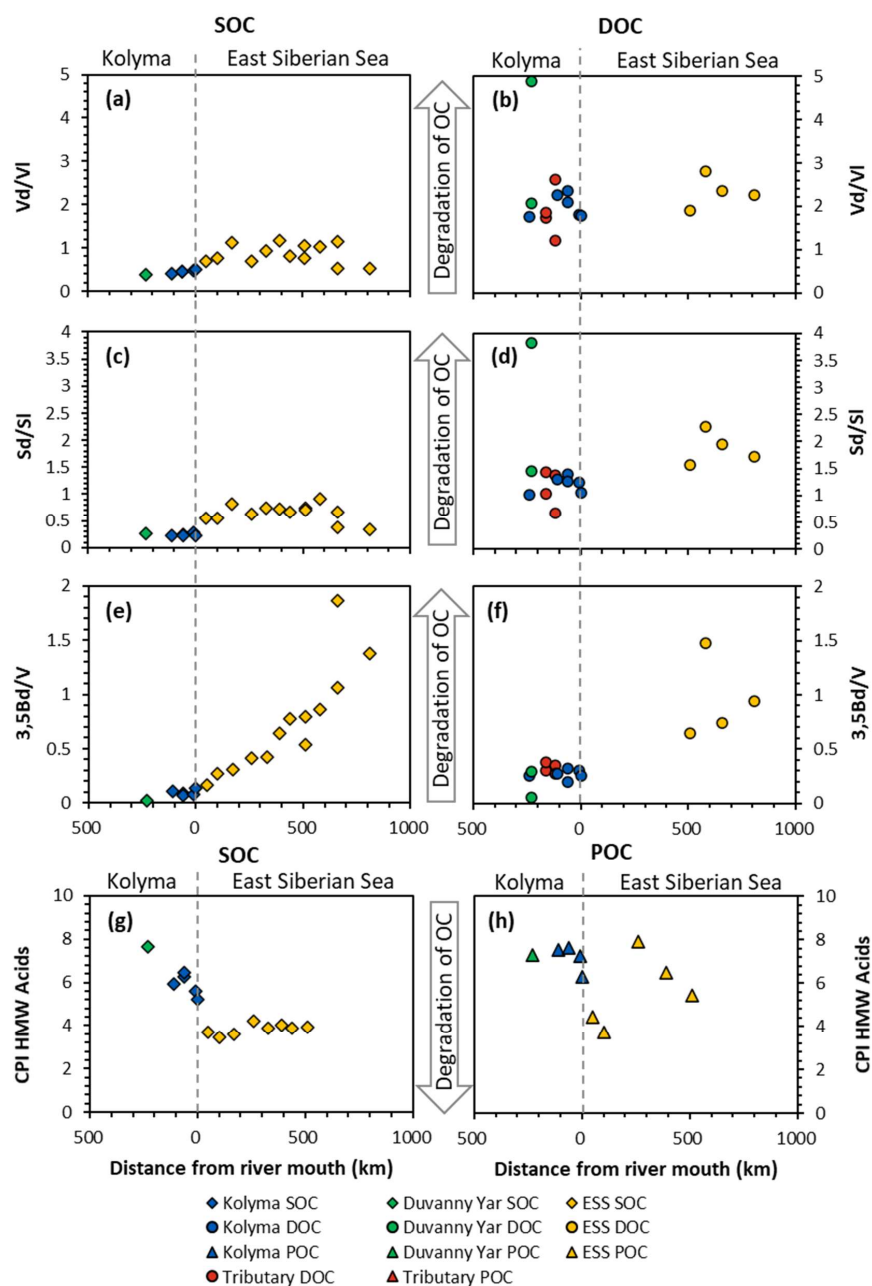 SOC
DOC
Kolyma East Siberian Sea
Kolyma East Siberian Sea
5
4
3
2
1
0
Vd/Vl
(a)
Degradation of OC
(b)
5
4
3
2
1
0
Vd/Vl
4
3.5
3
2.5
2
1.5
1
0.5
0
Sd/Sl
(c)
Degradation of OC
(d)
4
3.5
3
2.5
2
1.5
1
0.5
0
Sd/Sl
2
1.5
1
0.5
0
3,5Bd/V
(e)
500 0 500 1000
Degradation of OC
(f)
500 0 500 1000
2
1.5
1
0.5
0
3,5Bd/V
SOC
POC
Kolyma East Siberian Sea
Kolyma East Siberian Sea
10
8
6
4
2
0
CPI HMW Acids
(g)
500 0 500 1000
Distance from river mouth (km)
Degradation of OC
(h)
500 0 500 1000
Distance from river mouth (km)
10
8
6
4
2
0
CPI HMW Acids
Kolyma SOC Duvanny Yar SOC ESS SOC
Kolyma DOC Duvanny Yar DOC ESS DOC
Kolyma POC Duvanny Yar POC ESS POC
Tributary DOC Tributary POC